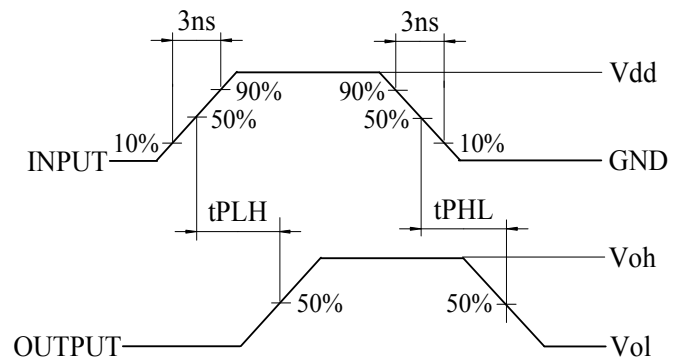 3ns 3ns
Vdd
90% 90%
50% 50%
10% 10%
INPUT GND
tPLH tPHL
Voh
50% 50%
OUTPUT Vol